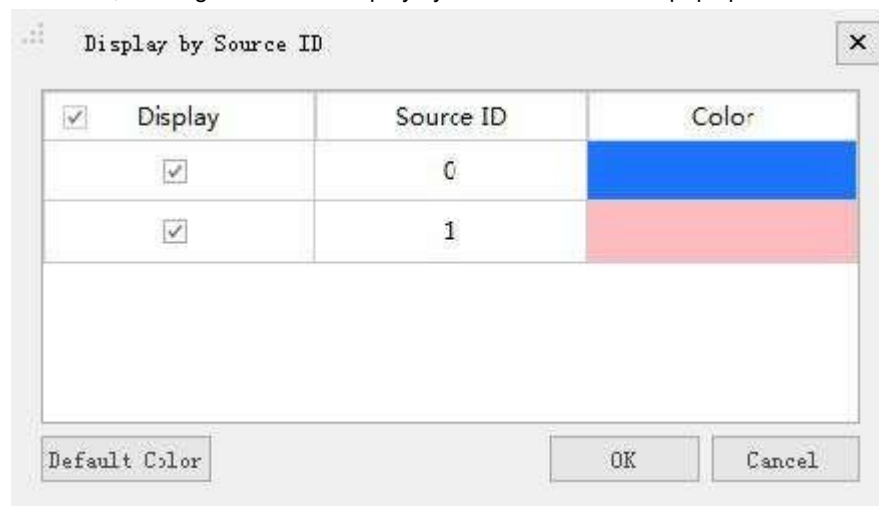 Display by Source ID
Display Source ID Color
0
1
Default Color OK Cancel